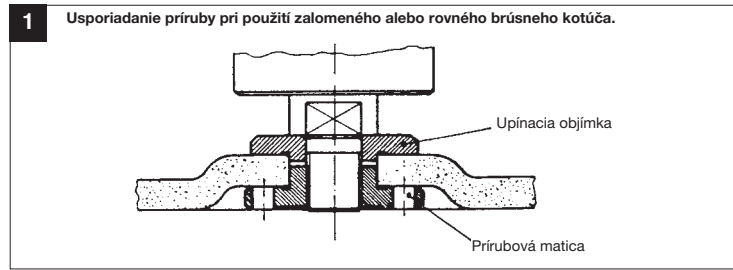 1
Usporiadanie príruby pri použití zalomeného alebo rovného brúsneho kotúča.
Upínacia objímka
Prírubová matica